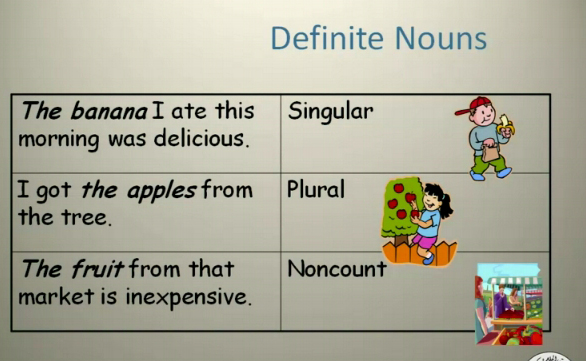 Definite Nouns
The banana I ate this
morning was delicious.
Singular
I got the apples from
the tree.
Plural
The fruit from that
market is inexpensive.
Noncount